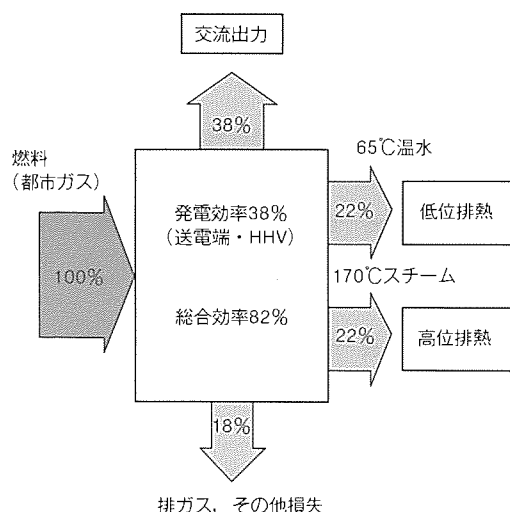 交流出力
38%
燃料
(都市ガス)
65℃温水
発電効率38%
(送電端・HHV)
22%
低位排熱
100%
170℃スチーム
総合効率82%
22%
高位排熱
18%
排ガス,その他損失